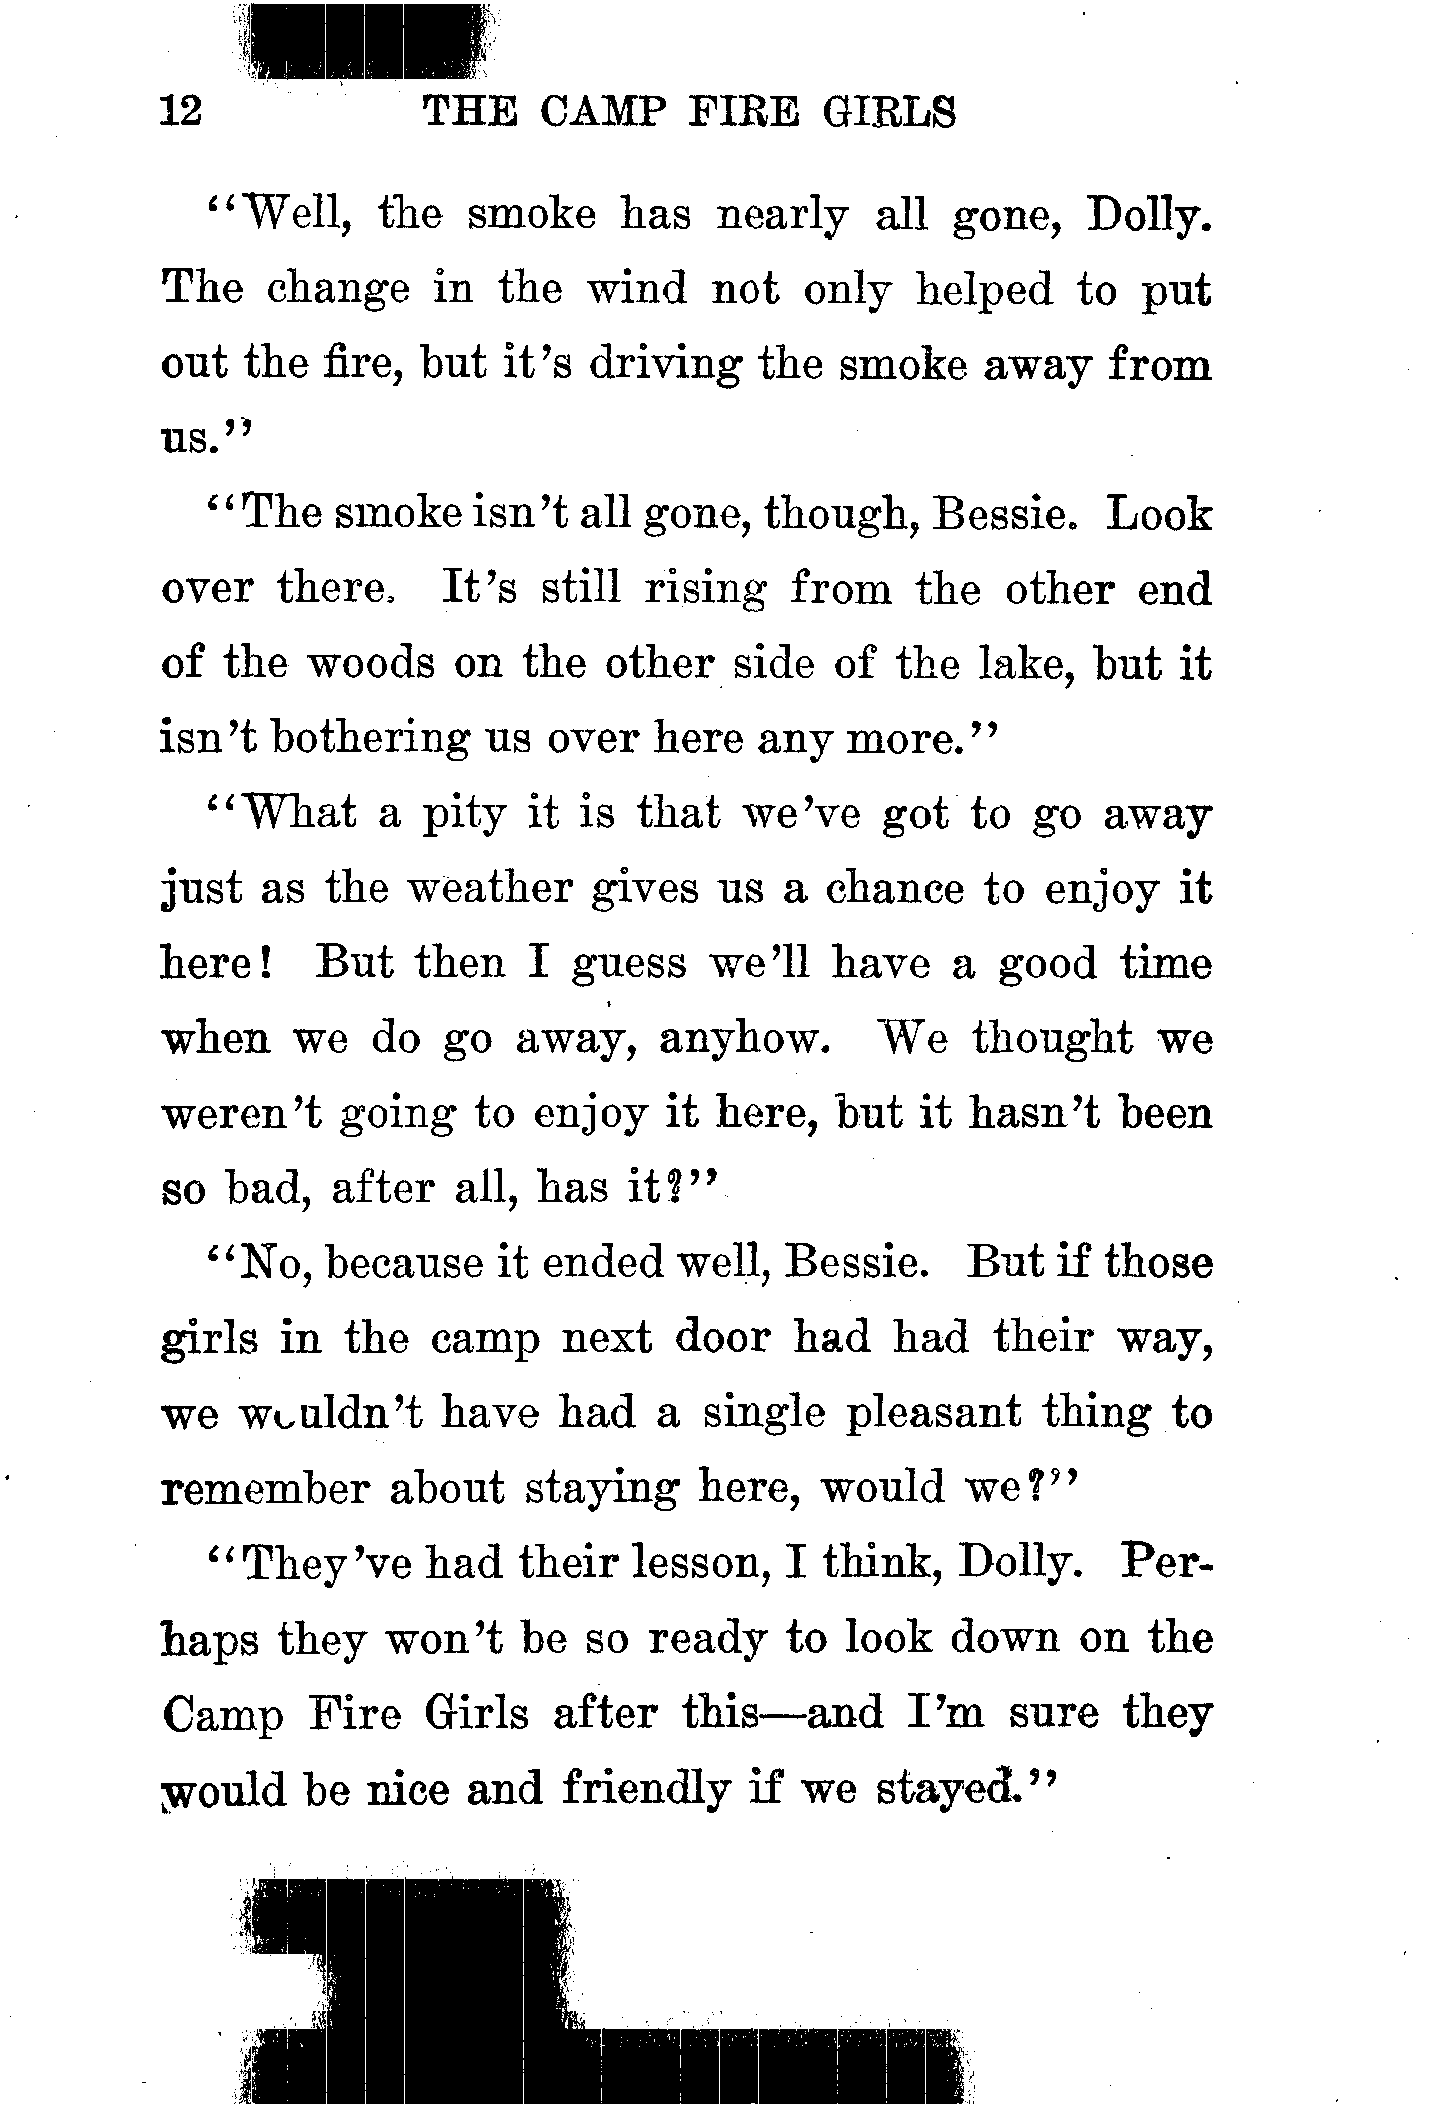 12 THE CAMP FIRE GIRLS
"Well, the smoke has nearly all gone, Dolly.
The change in the wind not only helped to put
out the fire, but it's driving the smoke away from
us."
"The smoke isn't all gone, though, Bessie. Look
over there. It's still rising from the other end
of the woods on the other side of the lake, but it
isn't bothering us over here any more."
"What a pity it is that we've got to go away
just as the weather gives us a chance to enjoy it
here! But then I guess we'll have a good time
when we do go away, anyhow. We thought we
weren't going to enjoy it here, but it hasn't been
so bad, after all, has it?"
"No, because it ended well, Bessie. But if those
girls in the camp next door had had their way,
we wouldn't have had a single pleasant thing to
remember about staying here, would we?"
"They've had their lesson, I think, Dolly. Per-
haps they won't be so ready to look down on the
Camp Fire Girls after this—and I'm sure they
would be nice and friendly if we stayed."